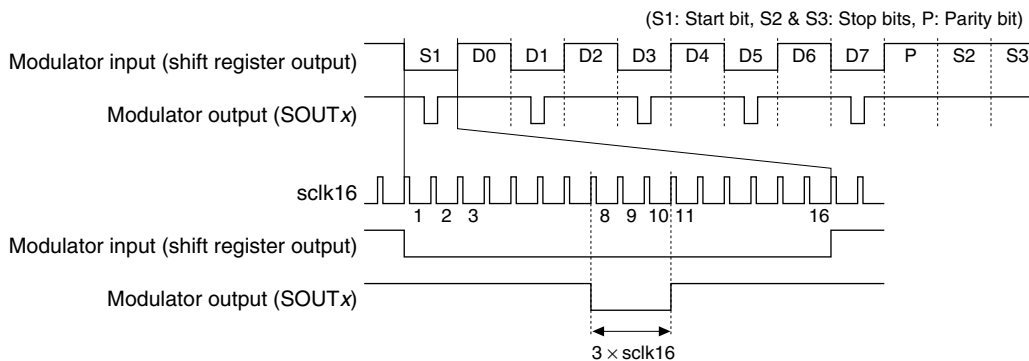 (S1: Start bit, S2 & S3: Stop bits, P: Parity bit)
Modulator input (shift register output)
S1 D0 D1 D2 D3 D4 D5 D6 D7 P S2 S3
Modulator output (SOUTx)
sclk16
1 2 3 8 9 10 11 16
Modulator input (shift register output)
Modulator output (SOUTx)
3 × sclk16